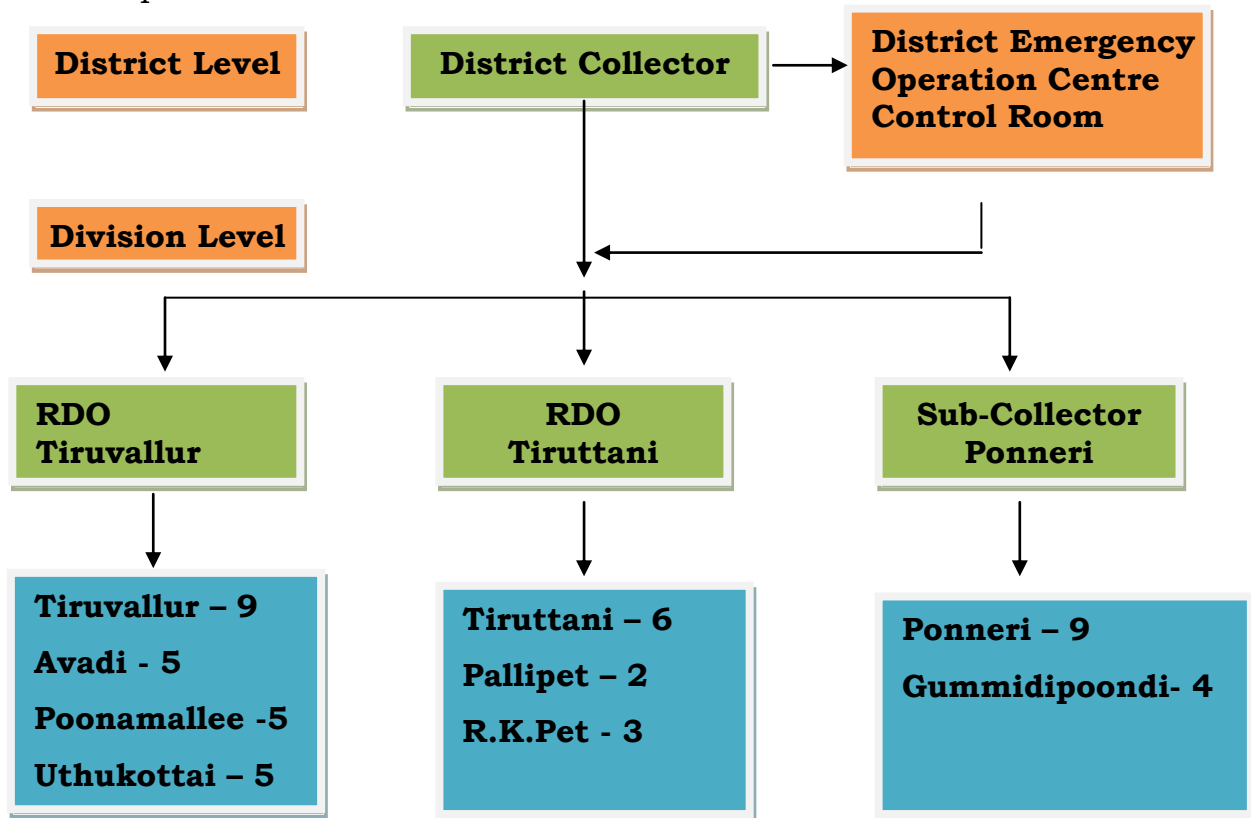 District Level
District Collector
District Emergency
Operation Centre
Control Room
Division Level
RDO
Tiruvallur
RDO
Tiruttani
Sub-Collector
Ponneri
Tiruvallur – 9
Avadi - 5
Poonamallee -5
Uthukottai – 5
Tiruttani – 6
Pallipet – 2
R.K.Pet - 3
Ponneri – 9
Gummidipoondi- 4